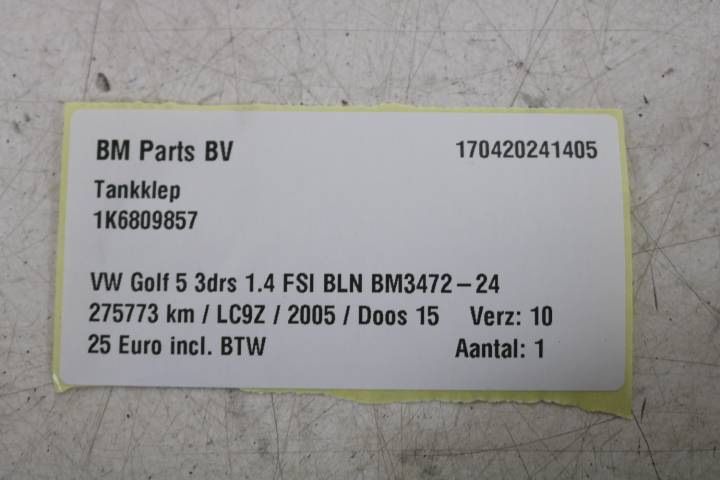 BM Parts BV 170420241405
Tankklep
1K6809857
VW Golf 5 3drs 1.4 FSI BLN BM3472-24
275773 km / LC9Z / 2005 / Doos 15 Verz: 10
25 Euro incl. BTW Aantal: 1